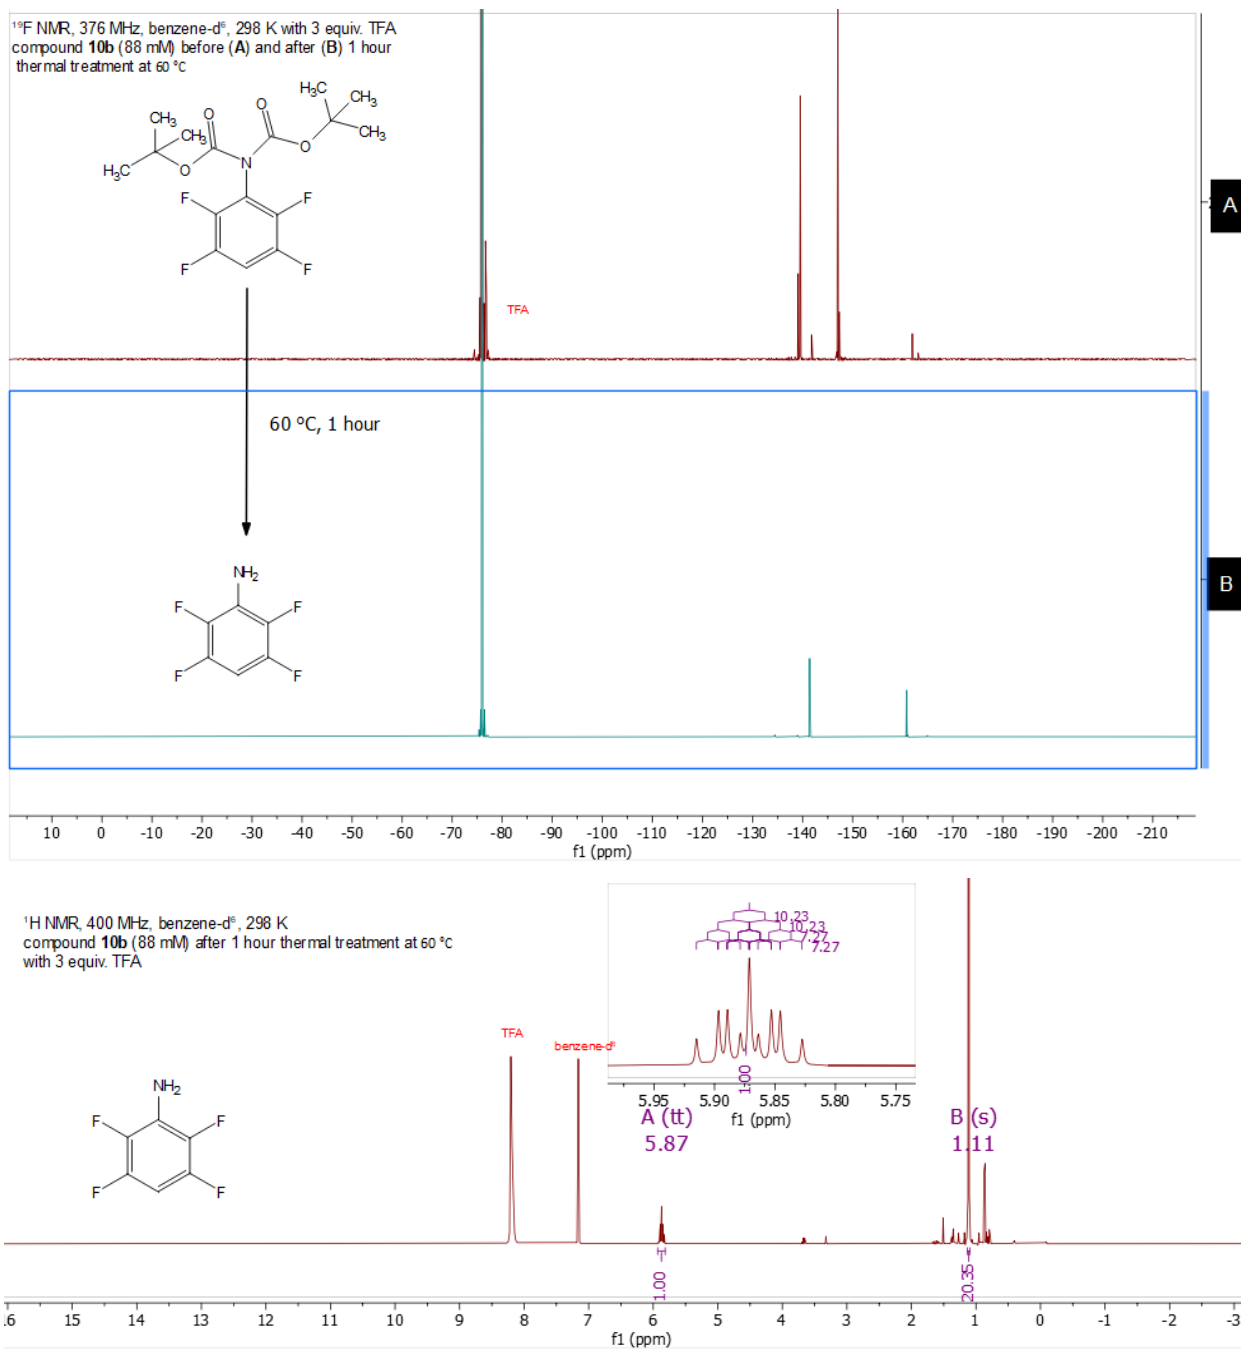 ¹⁹F NMR, 376 MHz, benzene-d⁶, 298 K with 3 equiv. TFA
compound 10b (88 mM) before (A) and after (B) 1 hour
thermal treatment at 60 °C
H₃C
CH₃
CH₃
O
O
CH₃
CH₃
O
H₃C
O
N
F
F
F
F
TFA
A
60 ºC, 1 hour
NH₂
F
F
F
F
B
10 0 -10 -20 -30 -40 -50 -60 -70 -80 -90 -100 -110 -120 -130 -140 -150 -160 -170 -180 -190 -200 -210
f1 (ppm)
¹H NMR, 400 MHz, benzene-d⁶, 298 K
compound 10b (88 mM) after 1 hour thermal treatment at 60 °C
with 3 equiv. TFA
10.23
10.23
7.27
7.27
1.00
5.95 5.90 5.85 5.80 5.75
f1 (ppm)
TFA
benzene-d⁶
A (tt)
5.87
B (s)
1.11
NH₂
F
F
F
F
1.00
20.35
16 15 14 13 12 11 10 9 8 7 6 5 4 3 2 1 0 -1 -2 -3
f1 (ppm)